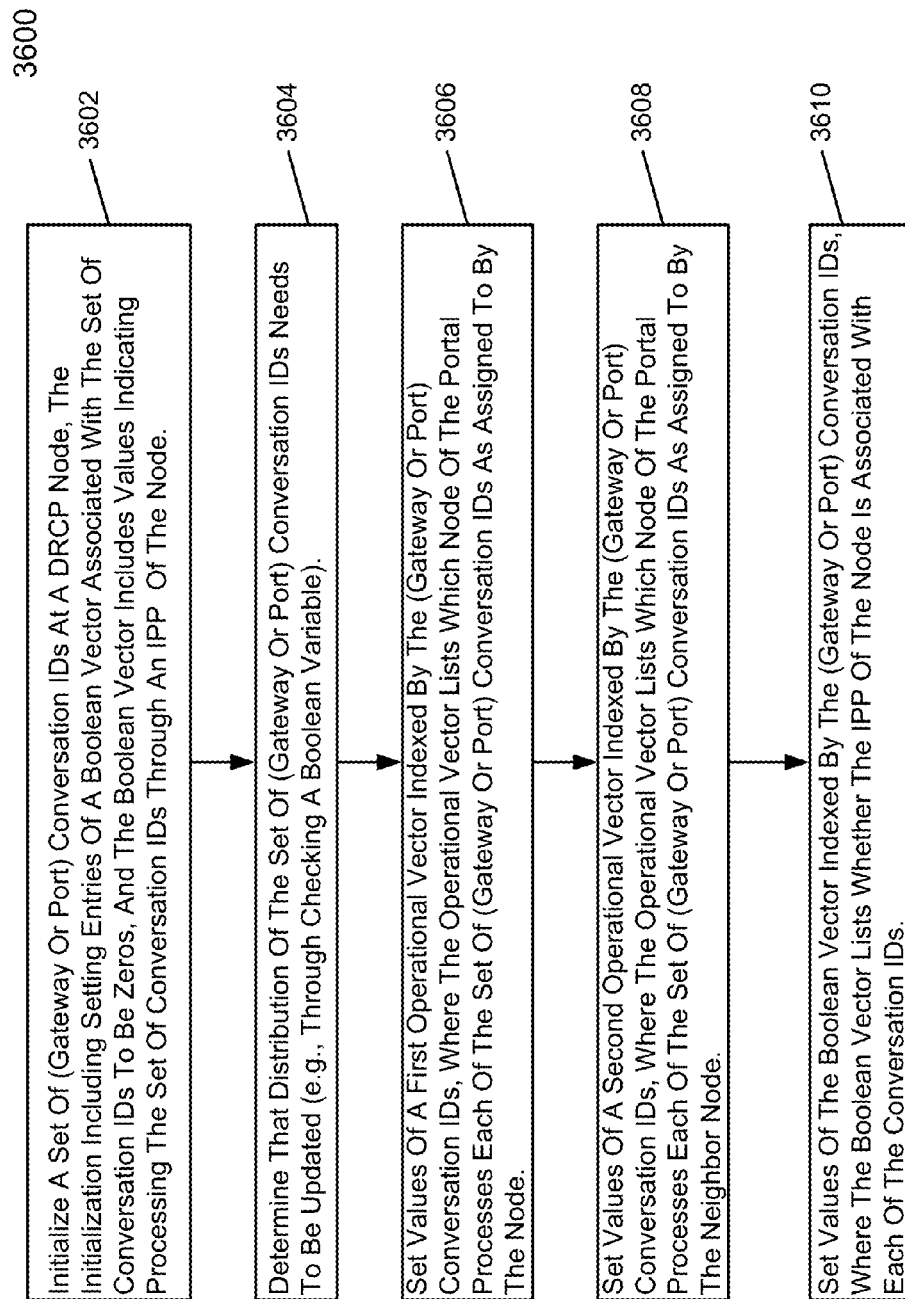 3600
3602
Initialize A Set Of (Gateway Or Port) Conversation IDs At A DRCP Node, The
Initialization Including Setting Entries Of A Boolean Vector Associated With The Set Of
Conversation IDs To Be Zeros, And The Boolean Vector Includes Values Indicating
Processing The Set Of Conversation IDs Through An IPP Of The Node.
3604
Determine That Distribution Of The Set Of (Gateway Or Port) Conversation IDs Needs
To Be Updated (e.g., Through Checking A Boolean Variable).
3606
Set Values Of A First Operational Vector Indexed By The (Gateway Or Port)
Conversation IDs, Where The Operational Vector Lists Which Node Of The Portal
Processes Each Of The Set Of (Gateway Or Port) Conversation IDs As Assigned To By
The Node.
3608
Set Values Of A Second Operational Vector Indexed By The (Gateway Or Port)
Conversation IDs, Where The Operational Vector Lists Which Node Of The Portal
Processes Each Of The Set Of (Gateway Or Port) Conversation IDs As Assigned To By
The Neighbor Node.
3610
Set Values Of The Boolean Vector Indexed By The (Gateway Or Port) Conversation IDs,
Where The Boolean Vector Lists Whether The IPP Of The Node Is Associated With
Each Of The Conversation IDs.